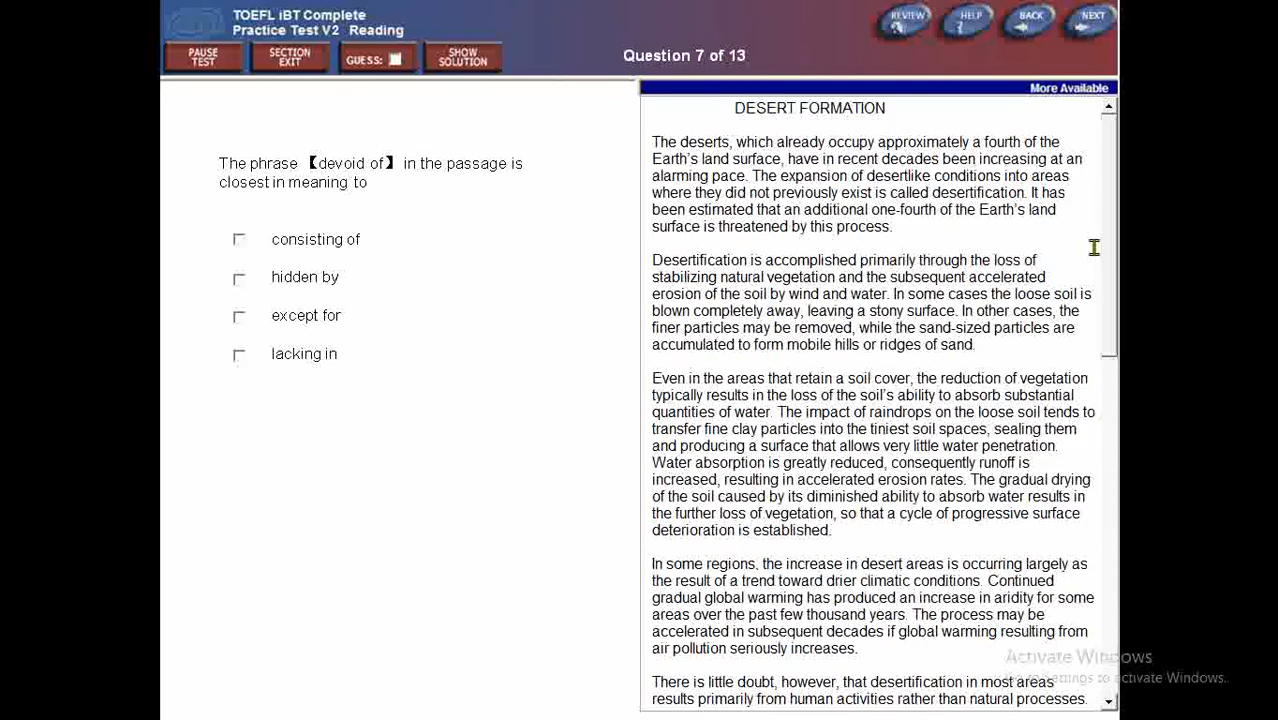 TOEFL iBT Complete
Practice Test V2 Reading
REVIEW
HELP
?
BACK
NEXT
PAUSE
TEST
SECTION
EXIT
GUESS:
SHOW
SOLUTION
Question 7 of 13
More Available
The phrase 【devoid of】 in the passage is
closest in meaning to
consisting of
hidden by
except for
lacking in
DESERT FORMATION
The deserts, which already occupy approximately a fourth of the
Earth's land surface, have in recent decades been increasing at an
alarming pace. The expansion of desertlike conditions into areas
where they did not previously exist is called desertification. It has
been estimated that an additional one-fourth of the Earth's land
surface is threatened by this process.
Desertification is accomplished primarily through the loss of
stabilizing natural vegetation and the subsequent accelerated
erosion of the soil by wind and water. In some cases the loose soil is
blown completely away, leaving a stony surface. In other cases, the
finer particles may be removed, while the sand-sized particles are
accumulated to form mobile hills or ridges of sand.
Even in the areas that retain a soil cover, the reduction of vegetation
typically results in the loss of the soil's ability to absorb substantial
quantities of water. The impact of raindrops on the loose soil tends to
transfer fine clay particles into the tiniest soil spaces, sealing them
and producing a surface that allows very little water penetration.
Water absorption is greatly reduced, consequently runoff is
increased, resulting in accelerated erosion rates. The gradual drying
of the soil caused by its diminished ability to absorb water results in
the further loss of vegetation, so that a cycle of progressive surface
deterioration is established.
In some regions, the increase in desert areas is occurring largely as
the result of a trend toward drier climatic conditions. Continued
gradual global warming has produced an increase in aridity for some
areas over the past few thousand years. The process may be
accelerated in subsequent decades if global warming resulting from
air pollution seriously increases.
There is little doubt, however, that desertification in most areas
results primarily from human activities rather than natural processes.
Activate Windows
Go to Settings to activate Windows.